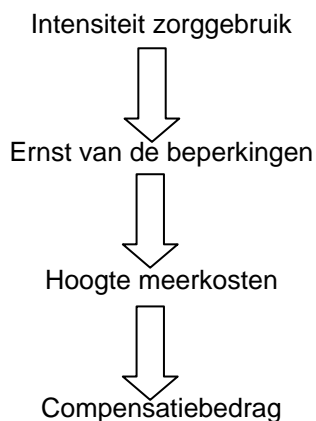 Intensiteit zorggebruik
Ernst van de beperkingen
Hoogte meerkosten
Compensatiebedrag